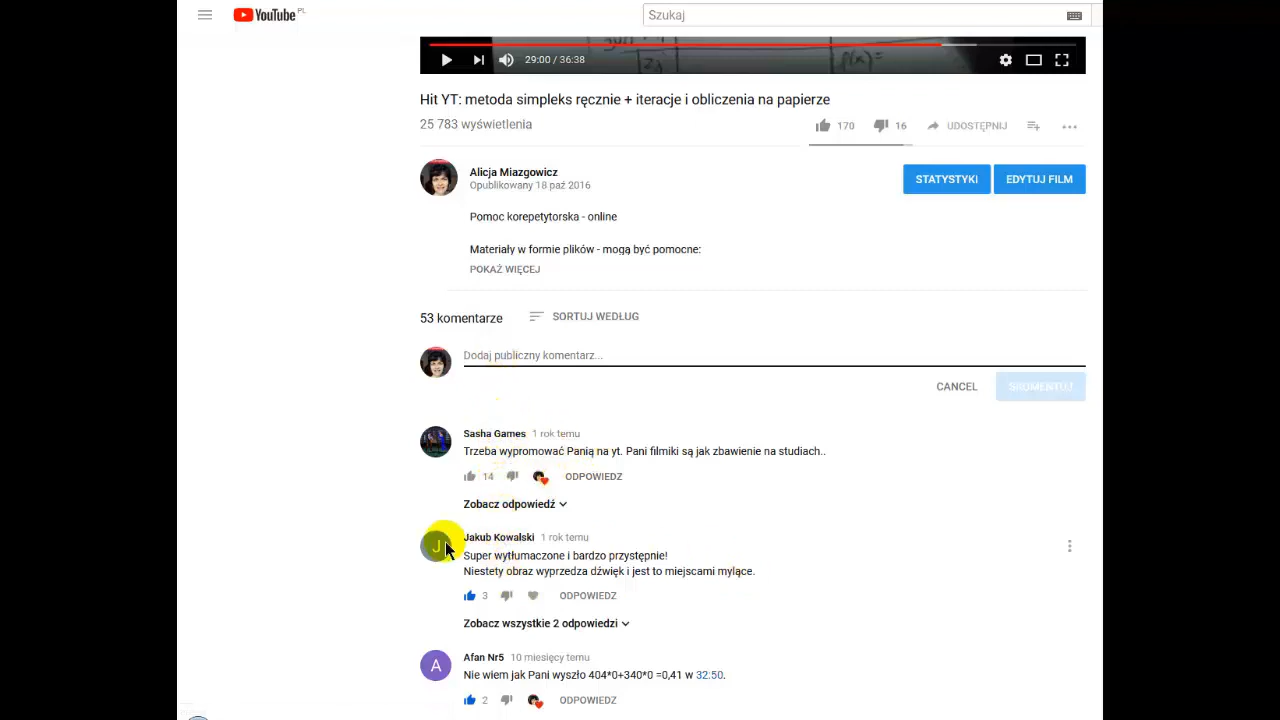 YouTube PL
Szukaj
f(x)=
29:00 / 36:38
Hit YT: metoda simpleks ręcznie + iteracje i obliczenia na papierze
25 783 wyświetlenia
170
16
UDOSTĘPNIJ
Alicja Miazgowicz
Opublikowany 18 paź 2016
STATYSTYKI
EDYTUJ FILM
Pomoc korepetytorska - online
Materiały w formie plików - mogą być pomocne:
POKAŻ WIĘCEJ
53 komentarze
SORTUJ WEDŁUG
Dodaj publiczny komentarz...
CANCEL
SKOMENTUJ
Sasha Games 1 rok temu
Trzeba wypromować Panią na yt. Pani filmiki są jak zbawienie na studiach..
14 ODPOWIEDZ
Zobacz odpowiedź
J
Jakub Kowalski 1 rok temu
Super wytłumaczone i bardzo przystępnie!
Niestety obraz wyprzedza dźwięk i jest to miejscami mylące.
3 ODPOWIEDZ
Zobacz wszystkie 2 odpowiedzi
A
Afan Nr5 10 miesięcy temu
Nie wiem jak Pani wyszło 404*0+340*0 =0,41 w 32:50.
2 ODPOWIEDZ